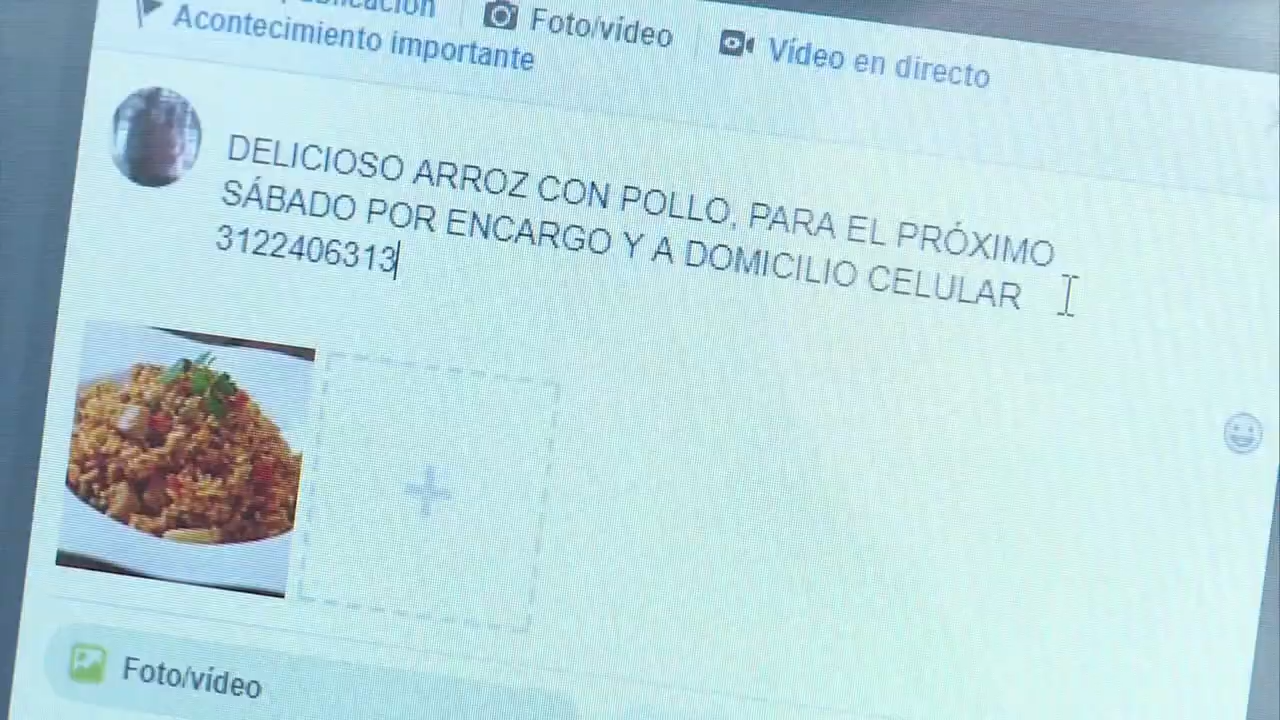 Foto/vídeo
Vídeo en directo
Acontecimiento importante
DELICIOSO ARROZ CON POLLO, PARA EL PRÓXIMO
SÁBADO POR ENCARGO Y A DOMICILIO CELULAR
3122406313
Foto/vídeo